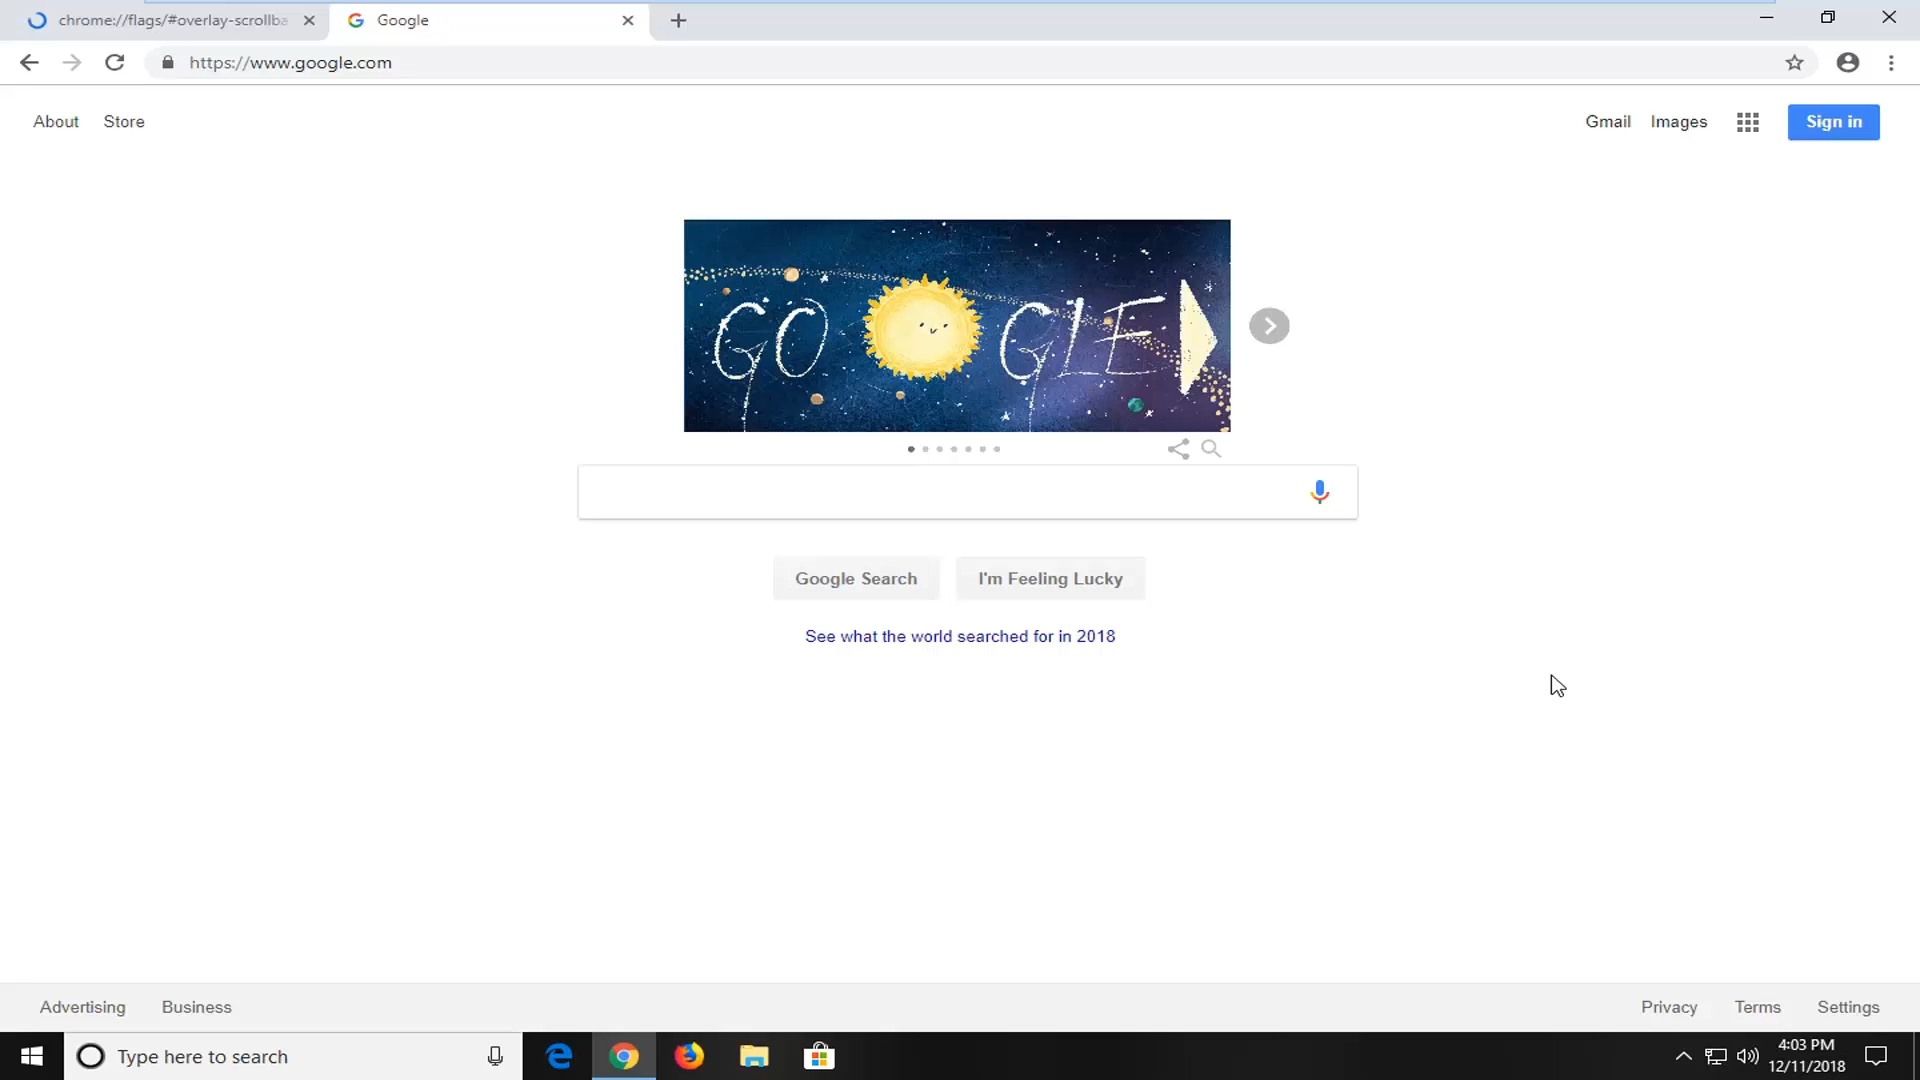 chrome://flags/#overlay-scrollba
Google
https://www.google.com
About Store
Gmail Images Sign in
GO GLE
Google Search I'm Feeling Lucky
See what the world searched for in 2018
Advertising Business
Privacy Terms Settings
Type here to search
4:03 PM
12/11/2018